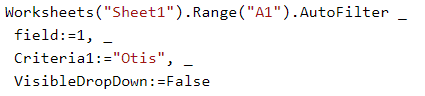 Worksheets("Sheet1").Range("A1").AutoFilter _
 field:=1, _
 Criteria1:="Otis", _
 VisibleDropDown:=False